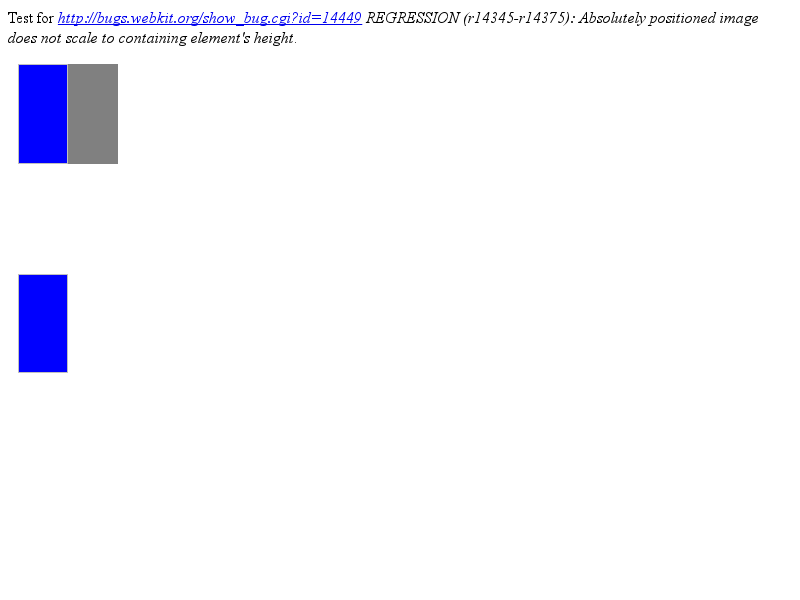 Test for http://bugs.webkit.org/show_bug.cgi?id=14449 REGRESSION (r14345-r14375): Absolutely positioned image
does not scale to containing element's height.